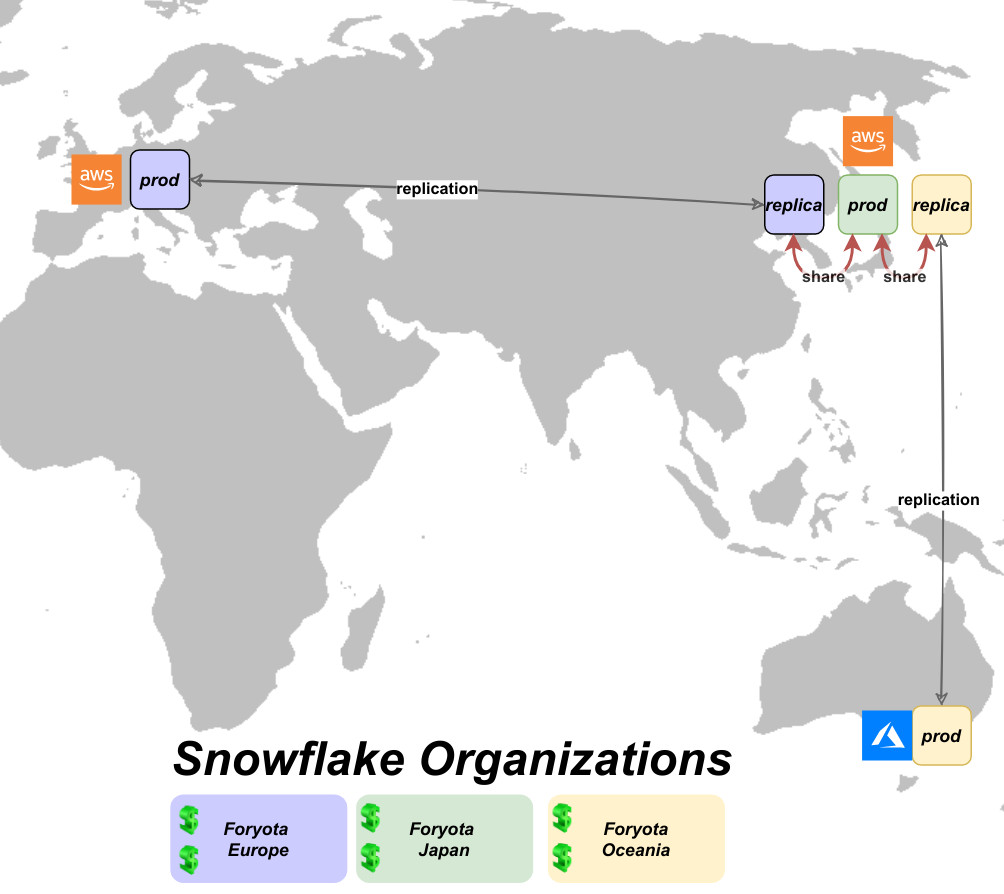 aws
aws
prod
replication
replica
prod
replica
share
share
replication
prod
Snowflake Organizations
$
$
Foryota
Europe
$
$
Foryota
Japan
$
$
Foryota
Oceania